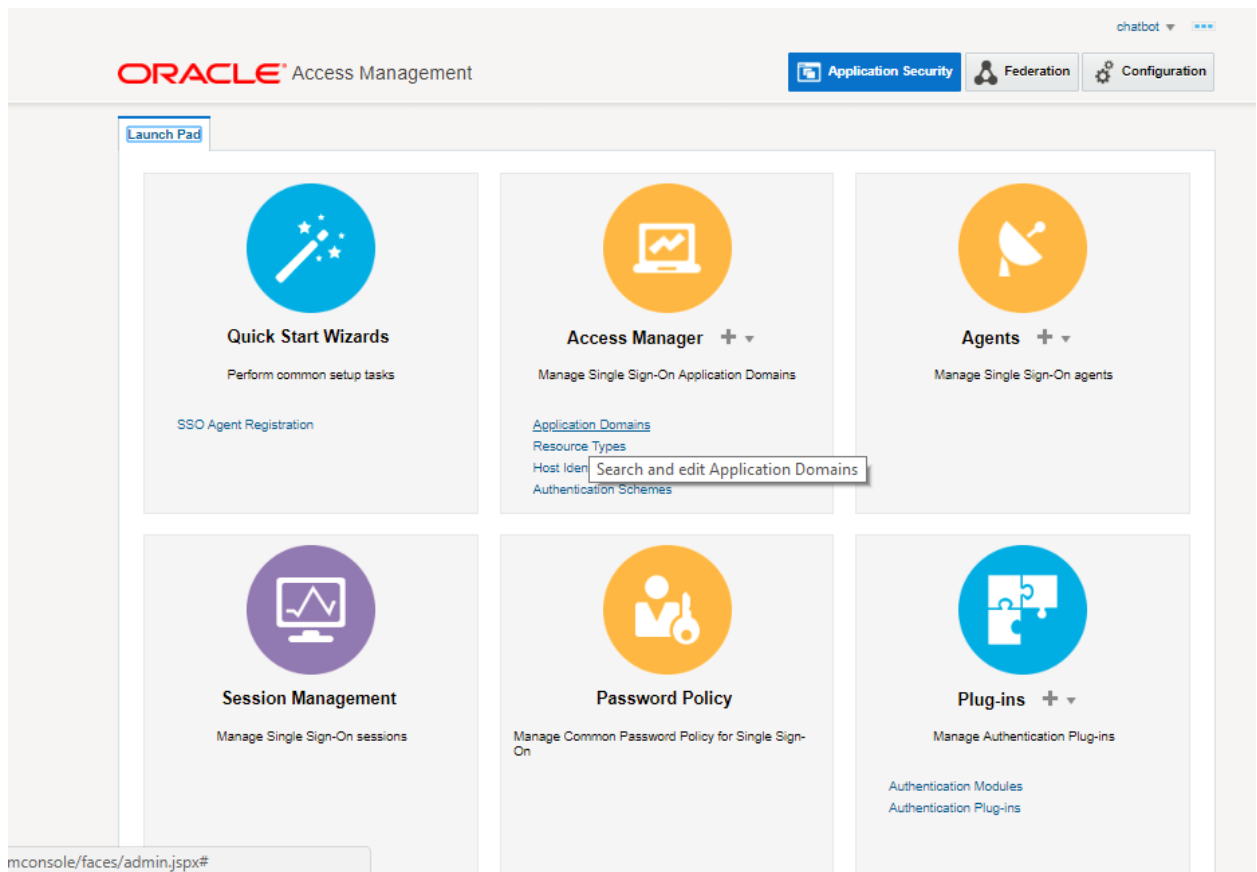 chatbot
ORACLE Access Management
Application Security
Federation
Configuration
Launch Pad
Quick Start Wizards
Perform common setup tasks
SSO Agent Registration
Access Manager
Manage Single Sign-On Application Domains
Application Domains
Resource Types
Host Iden
Search and edit Application Domains
Authentication Schemes
Agents
Manage Single Sign-On agents
Session Management
Manage Single Sign-On sessions
Password Policy
Manage Common Password Policy for Single Sign-
On
Plug-ins
Manage Authentication Plug-ins
Authentication Modules
Authentication Plug-ins
mconsole/faces/admin.jspx#